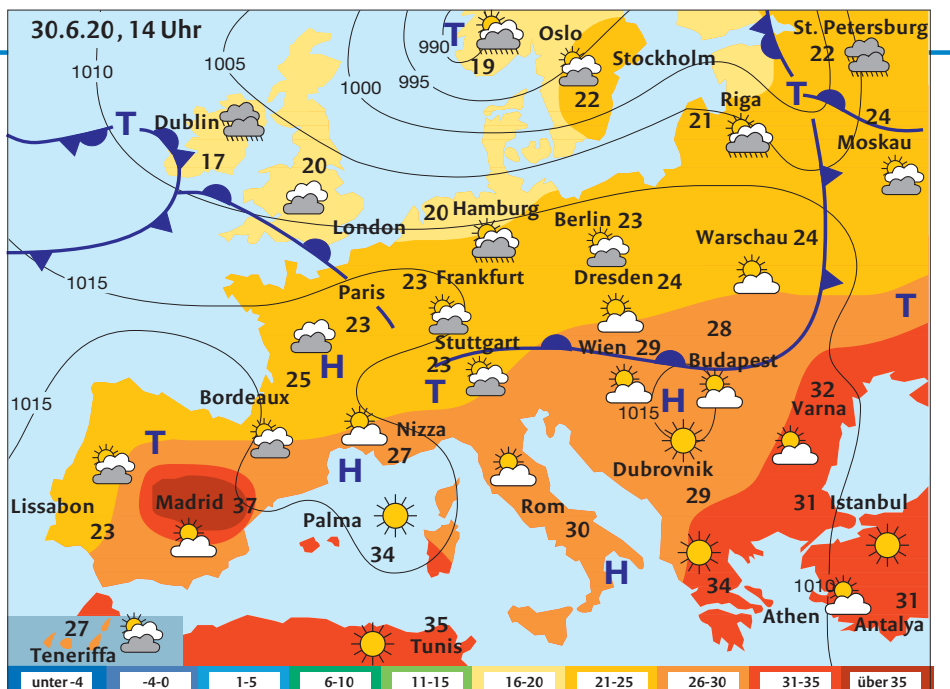 30.6.20, 14 Uhr
990 T Oslo St. Petersburg
1010 1005 1000 995 19 Stockholm 22
22 T
T Dublin Riga
21 24
17 20 Moskau
20 Hamburg Berlin 23
London Warschau 24
1015 23 Frankfurt Dresden 24
Paris T
23 28
Stuttgart Wien 29 Budapest
25 H 23
T 1015 H 32
1015 Bordeaux Varna
T Nizza
27
H Dubrovnik
Lissabon Madrid 37 29
23 Palma Rom 31 Istanbul
34 30
H 34 1010
27 35 Athen 31
Teneriffa Tunis Antalya
unter -4 -4-0 1-5 6-10 11-15 16-20 21-25 26-30 31-35 über 35